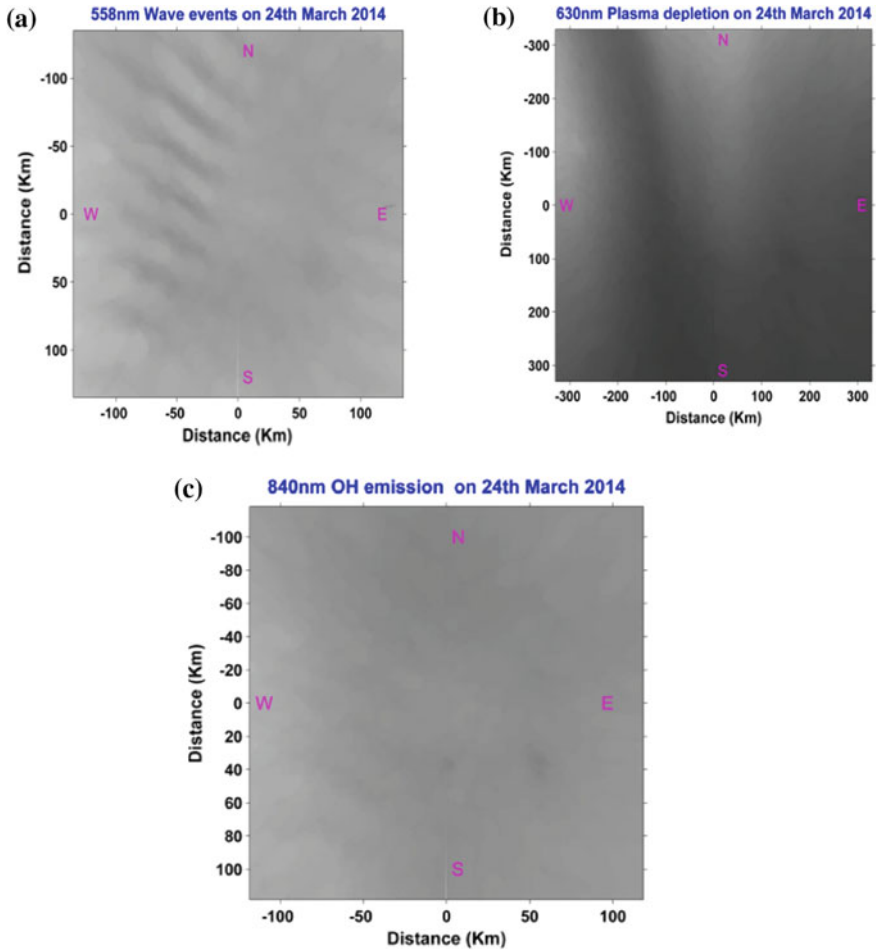 (a)
558nm Wave events on 24th March 2014
N
-100
-50
0
50
100
W
E
S
Distance (Km)
-100 -50 0 50 100
Distance (Km)
(b)
630nm Plasma depletion on 24th March 2014
N
-300
-200
-100
0
100
200
300
W
E
S
Distance (Km)
-300 -200 -100 0 100 200 300
Distance (Km)
(c)
840nm OH emission on 24th March 2014
N
-100
-80
-60
-40
-20
0
20
40
60
80
100
W
E
S
Distance (Km)
-100 -50 0 50 100
Distance (Km)